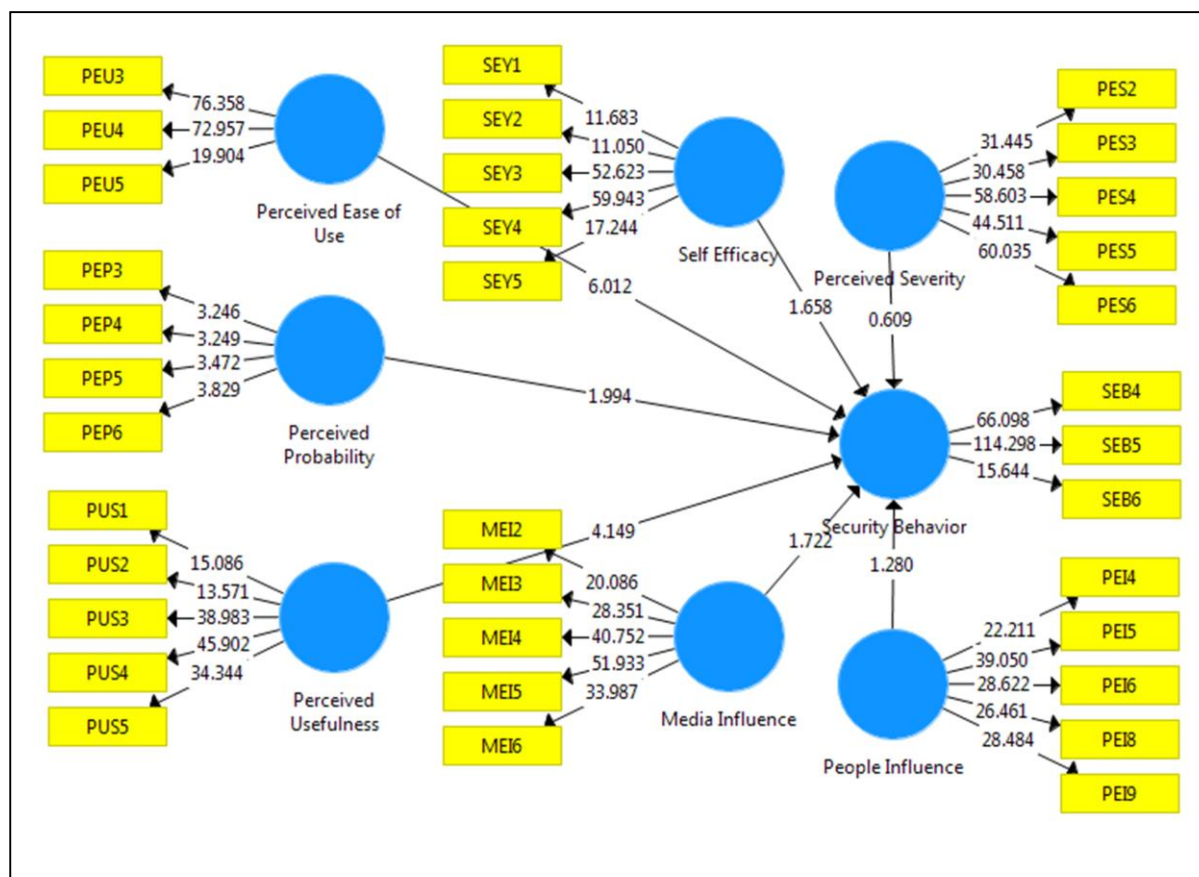 PEU3
PEU4
PEU5
76.358
72.957
19.904
Perceived Ease of
Use
SEY1
SEY2
SEY3
SEY4
SEY5
11.683
11.050
52.623
59.943
17.244
Self Efficacy
PES2
PES3
PES4
PES5
PES6
31.445
30.458
58.603
44.511
60.035
Perceived Severity
PEP3
PEP4
PEP5
PEP6
3.246
3.249
3.472
3.829
Perceived
Probability
6.012
1.658
0.609
1.994
SEB4
SEB5
SEB6
66.098
114.298
15.644
Security Behavior
PUS1
PUS2
PUS3
PUS4
PUS5
15.086
13.571
38.983
45.902
34.344
Perceived
Usefulness
4.149
1.722
1.280
MEI2
MEI3
MEI4
MEI5
MEI6
20.086
28.351
40.752
51.933
33.987
Media Influence
PEI4
PEI5
PEI6
PEI8
PEI9
22.211
39.050
28.622
26.461
28.484
People Influence